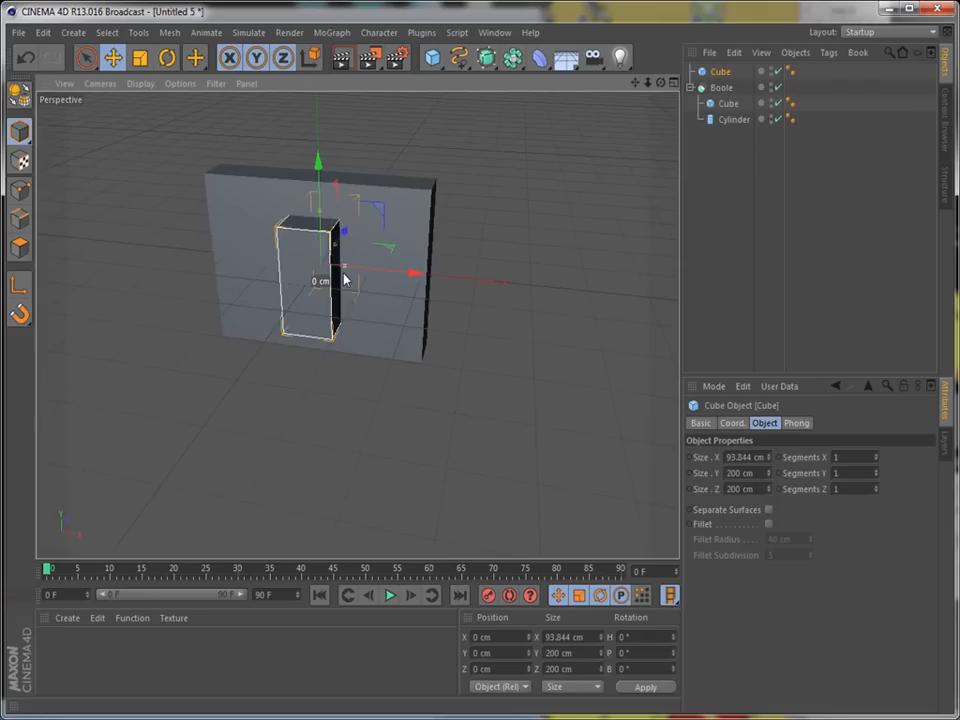 CINEMA 4D R13.016 Broadcast - [Untitled 5 *]
File Edit Create Select Tools Mesh Animate Simulate Render MoGraph Character Plugins Script Window Help
Layout: Startup
View Cameras Display Options Filter Panel
File Edit View Objects Tags Book
Perspective
Cube
Boole
Cube
Cylinder
Objects
Content Browser
Structure
0 cm
Y
X
Mode Edit User Data
Cube Object [Cube]
Basic Coord. Object Phong
Object Properties
Size . X 93.844 cm Segments X 1
Size . Y 200 cm Segments Y 1
Size . Z 200 cm Segments Z 1
Separate Surfaces
Fillet
Fillet Radius 40 cm
Fillet Subdivision 5
Attributes
Layers
0 5 10 15 20 25 30 35 40 45 50 55 60 65 70 75 80 85 90 0 F
0 F 0 F 90 F 90 F
Create Edit Function Texture
Position Size Rotation
X 0 cm X 93.844 cm H 0 °
Y 0 cm Y 200 cm P 0 °
Z 0 cm Z 200 cm B 0 °
Object (Rel) Size Apply
MAXON
CINEMA 4D